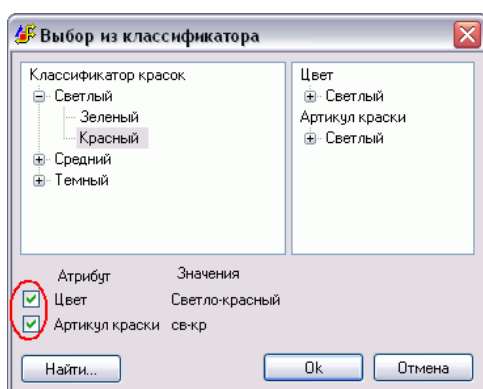 Выбор из классификатора
Классификатор красок
Светлый
Зеленый
Красный
Средний
Темный
Цвет
Светлый
Артикул краски
Светлый
Атрибут Значения
Цвет Светло-красный
Артикул краски св-кр
Найти... Ok Отмена